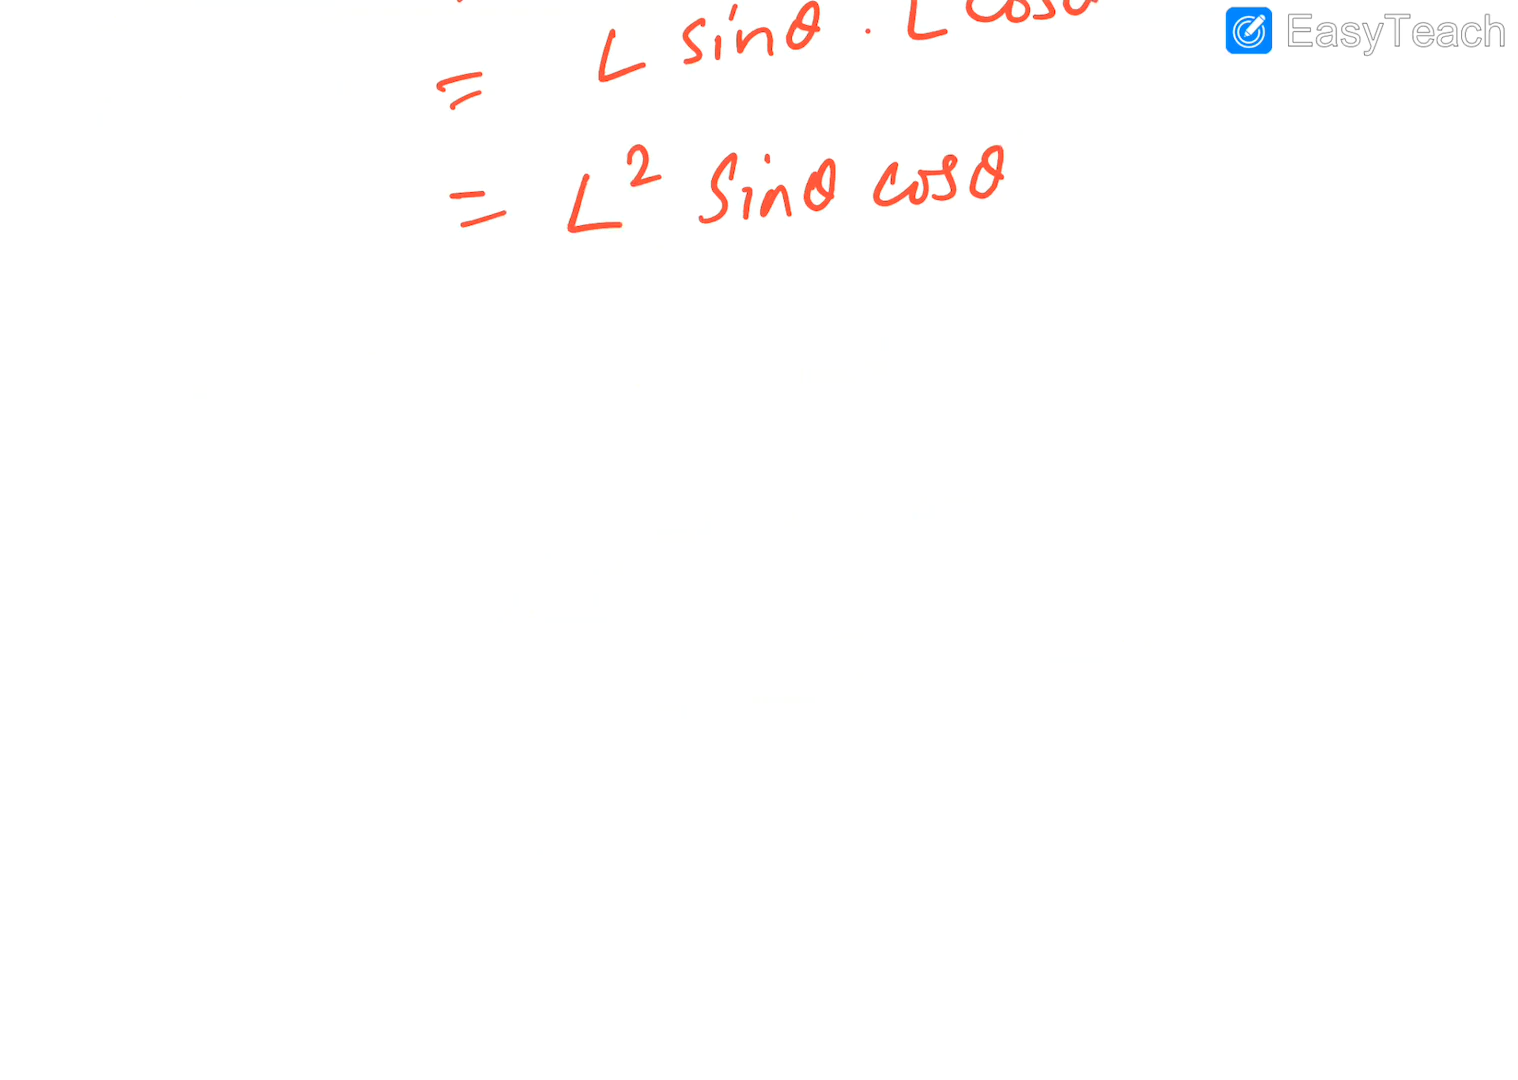 = L sinθ . L cosθ
EasyTeach
= L² sinθ cosθ